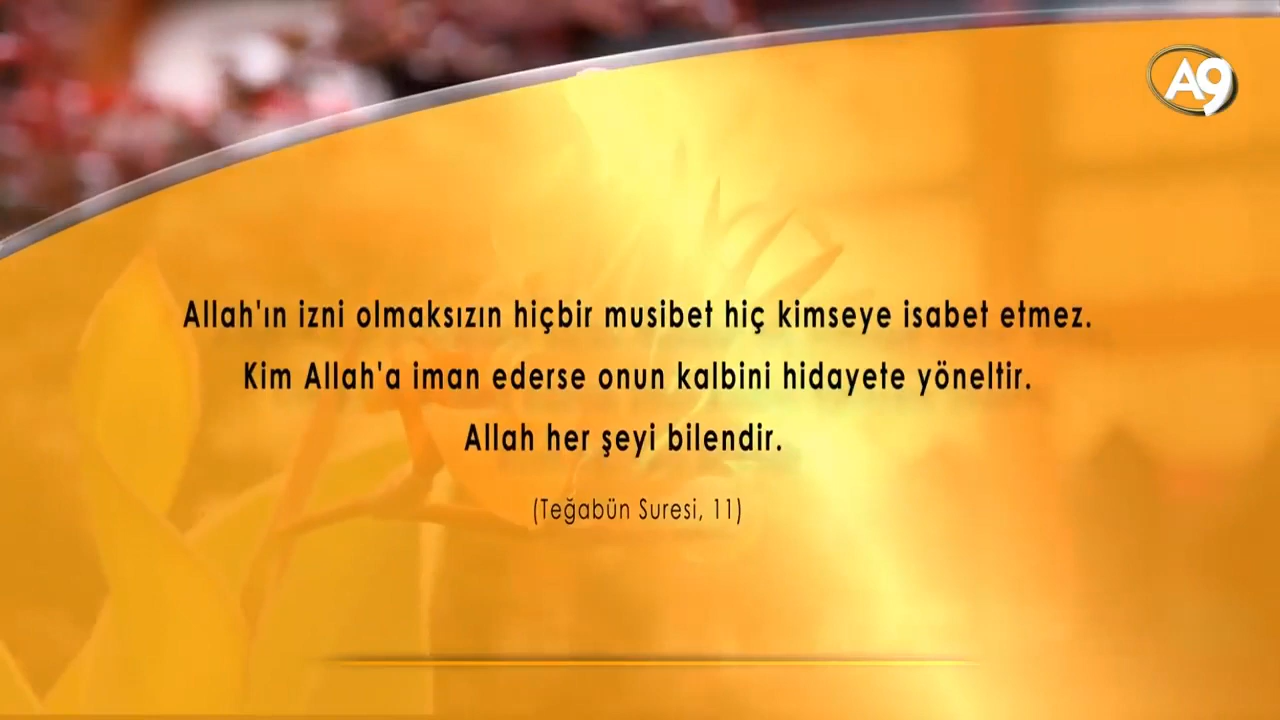 A9
Allah'ın izni olmaksızın hiçbir musibet hiç kimseye isabet etmez.
Kim Allah'a iman ederse onun kalbini hidayete yöneltir.
Allah her şeyi bilendir.
(Teğabün Suresi, 11)